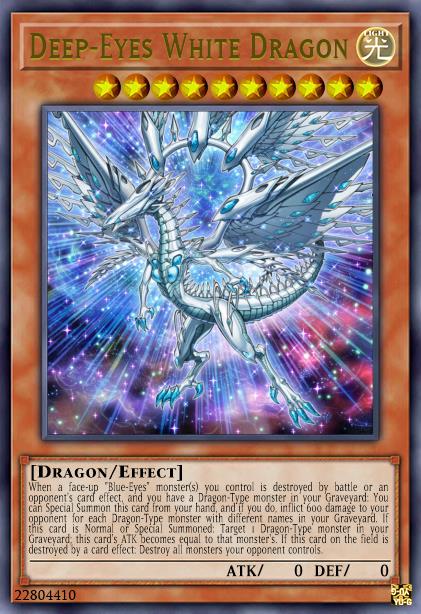 Deep-Eyes White Dragon
LIGHT
光
[Dragon/Effect]
When a face-up "Blue-Eyes" monster(s) you control is destroyed by battle or an
opponent's card effect, and you have a Dragon-Type monster in your Graveyard: You
can Special Summon this card from your hand, and if you do, inflict 600 damage to your
opponent for each Dragon-Type monster with different names in your Graveyard. If
this card is Normal or Special Summoned: Target 1 Dragon-Type monster in your
Graveyard; this card's ATK becomes equal to that monster's. If this card on the field is
destroyed by a card effect: Destroy all monsters your opponent controls.
ATK/ 0 DEF/ 0
22804410